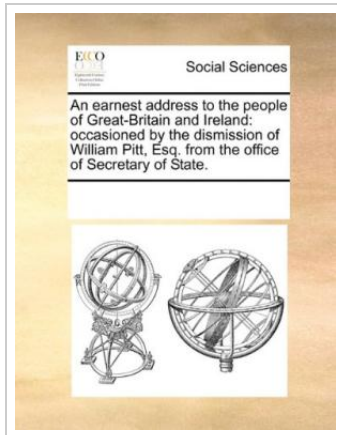 ECCO
Social Sciences
An earnest address to the people
of Great-Britain and Ireland:
occasioned by the dismission of
William Pitt, Esq. from the office
of Secretary of State.